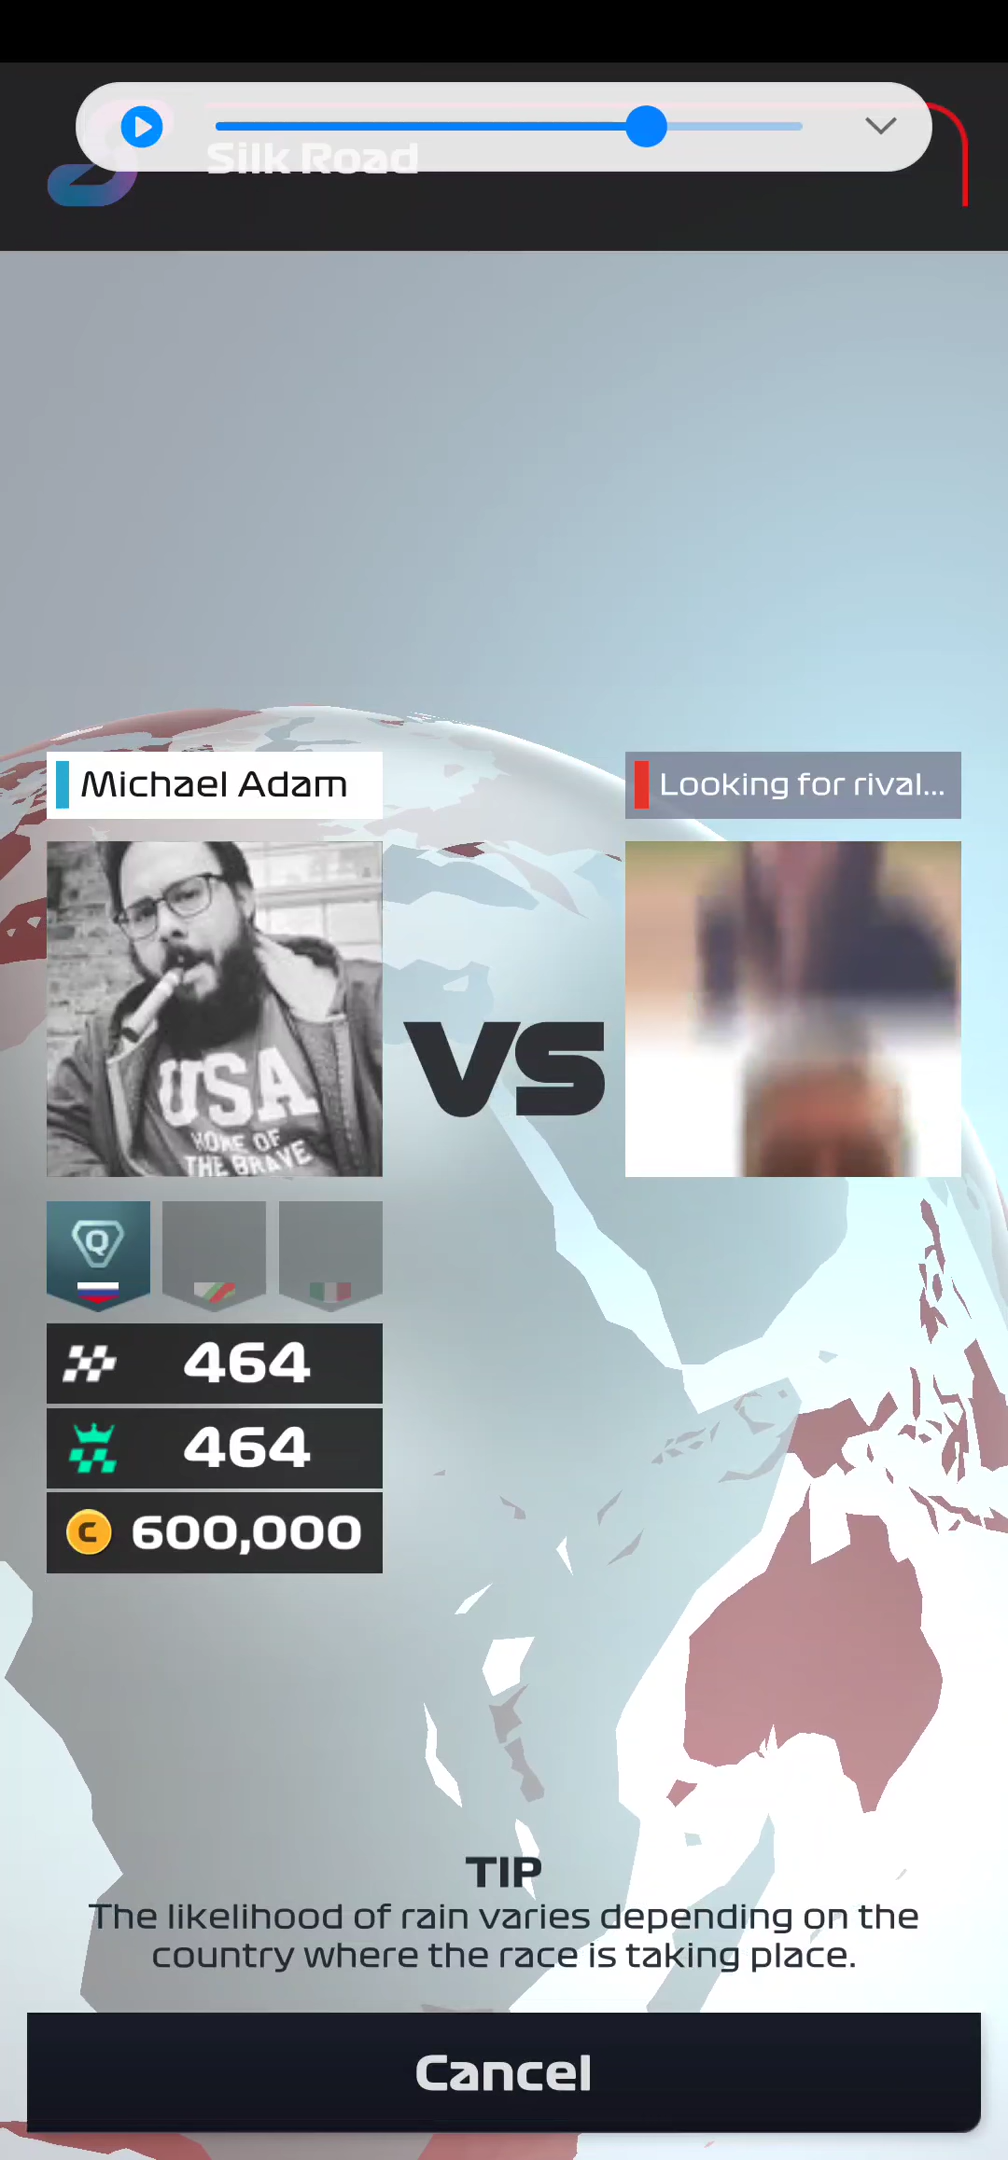 Silk Road
Michael Adam
Looking for rival...
USA
HOME OF
THE BRAVE
VS
Q
464
464
C 600,000
TIP
The likelihood of rain varies depending on the
country where the race is taking place.
Cancel